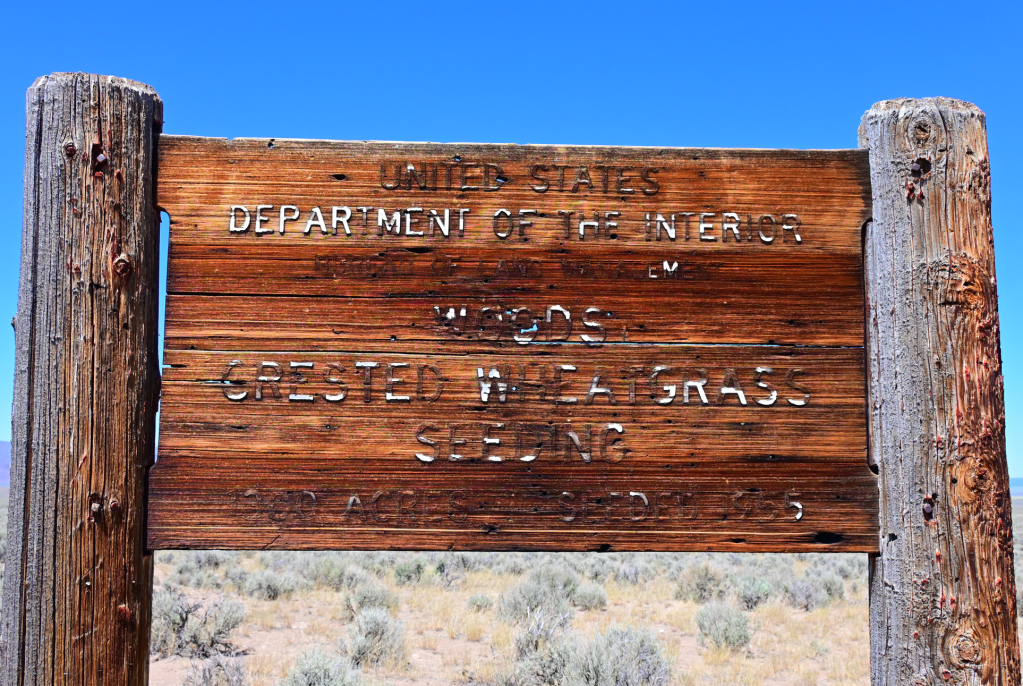 UNITED STATES
DEPARTMENT OF THE INTERIOR
BUREAU OF LAND MANAGEMENT
WOODS
CRESTED WHEATGRASS
SEEDING
ACRES SEEDED